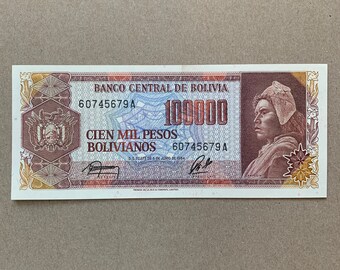 BANCO CENTRAL DE BOLIVIA
60745679A
100000
CIEN MIL PESOS
BOLIVIANOS
60745679A